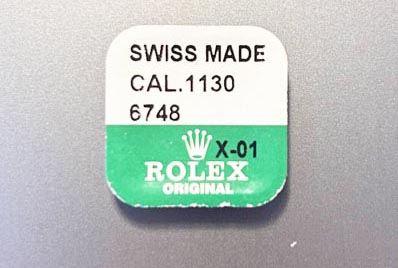 SWISS MADE
CAL.1130
6748
X-01
ROLEX
ORIGINAL